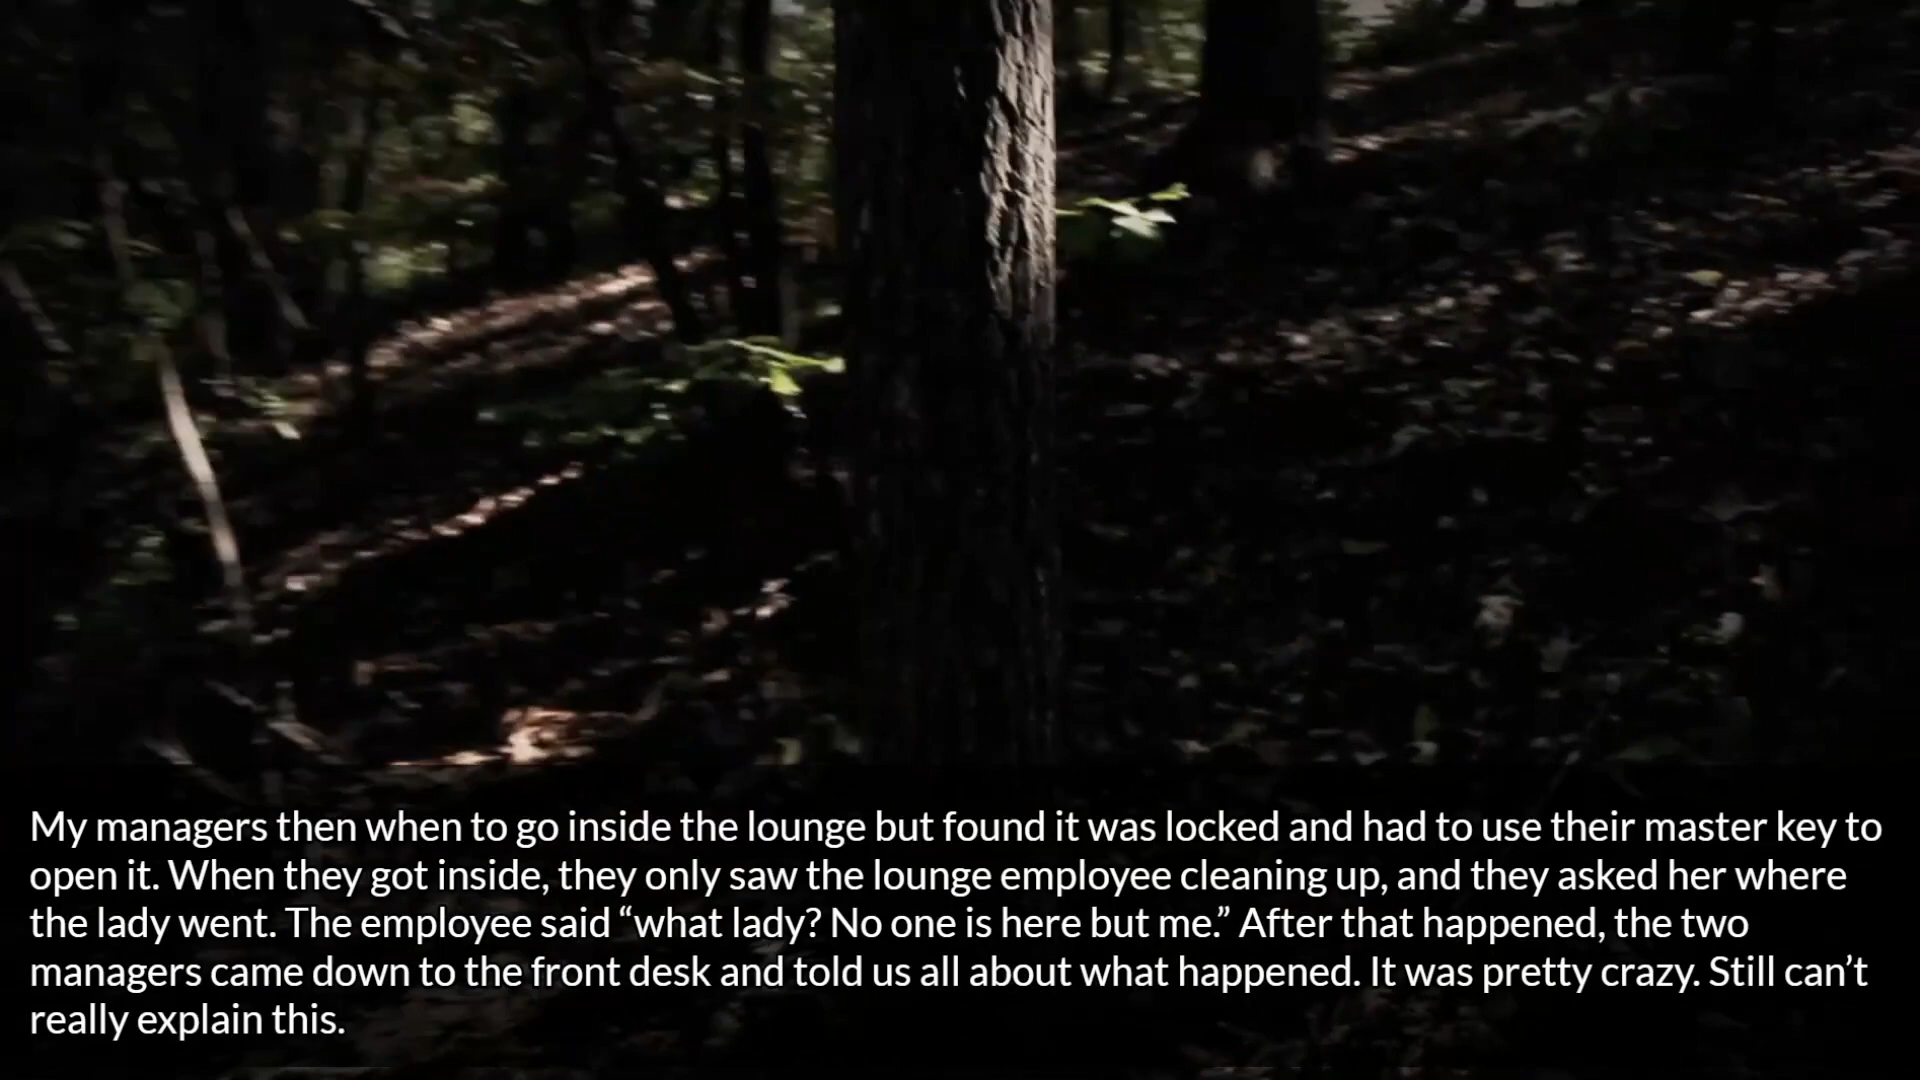 My managers then when to go inside the lounge but found it was locked and had to use their master key to
open it. When they got inside, they only saw the lounge employee cleaning up, and they asked her where
the lady went. The employee said “what lady? No one is here but me.” After that happened, the two
managers came down to the front desk and told us all about what happened. It was pretty crazy. Still can’t
really explain this.